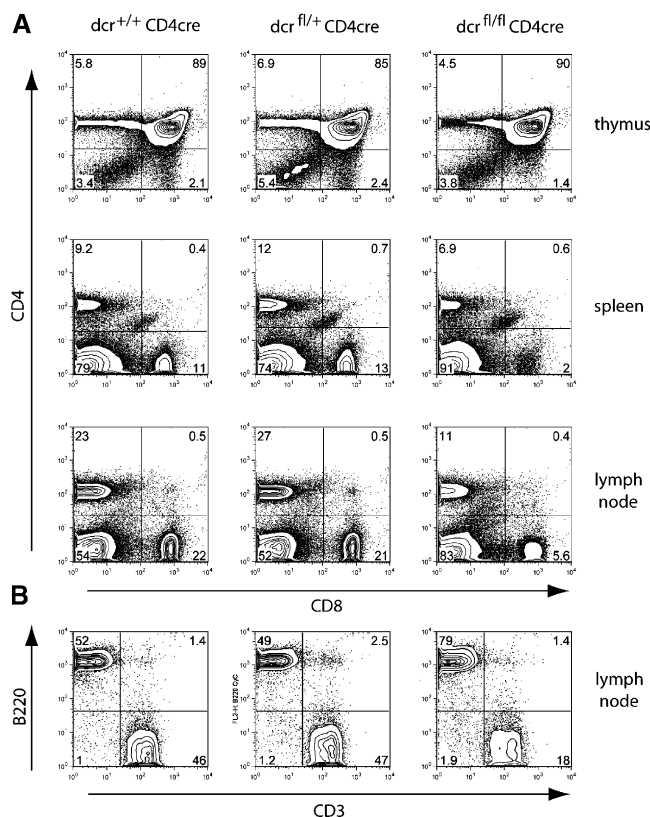 A
dcr+/+ CD4cre
dcr fl/+ CD4cre
dcr fl/fl CD4cre
5.8 89
6.9 85
4.5 90
3.4 2.1
5.4 2.4
3.8 1.4
thymus
9.2 0.4
12 0.7
6.9 0.6
79 11
74 13
91 2
spleen
CD4
23 0.5
27 0.5
11 0.4
54 22
52 21
83 5.6
lymph
node
CD8
B
52 1.4
49 2.5
79 1.4
1 46
1.2 47
1.9 18
lymph
node
B220
CD3